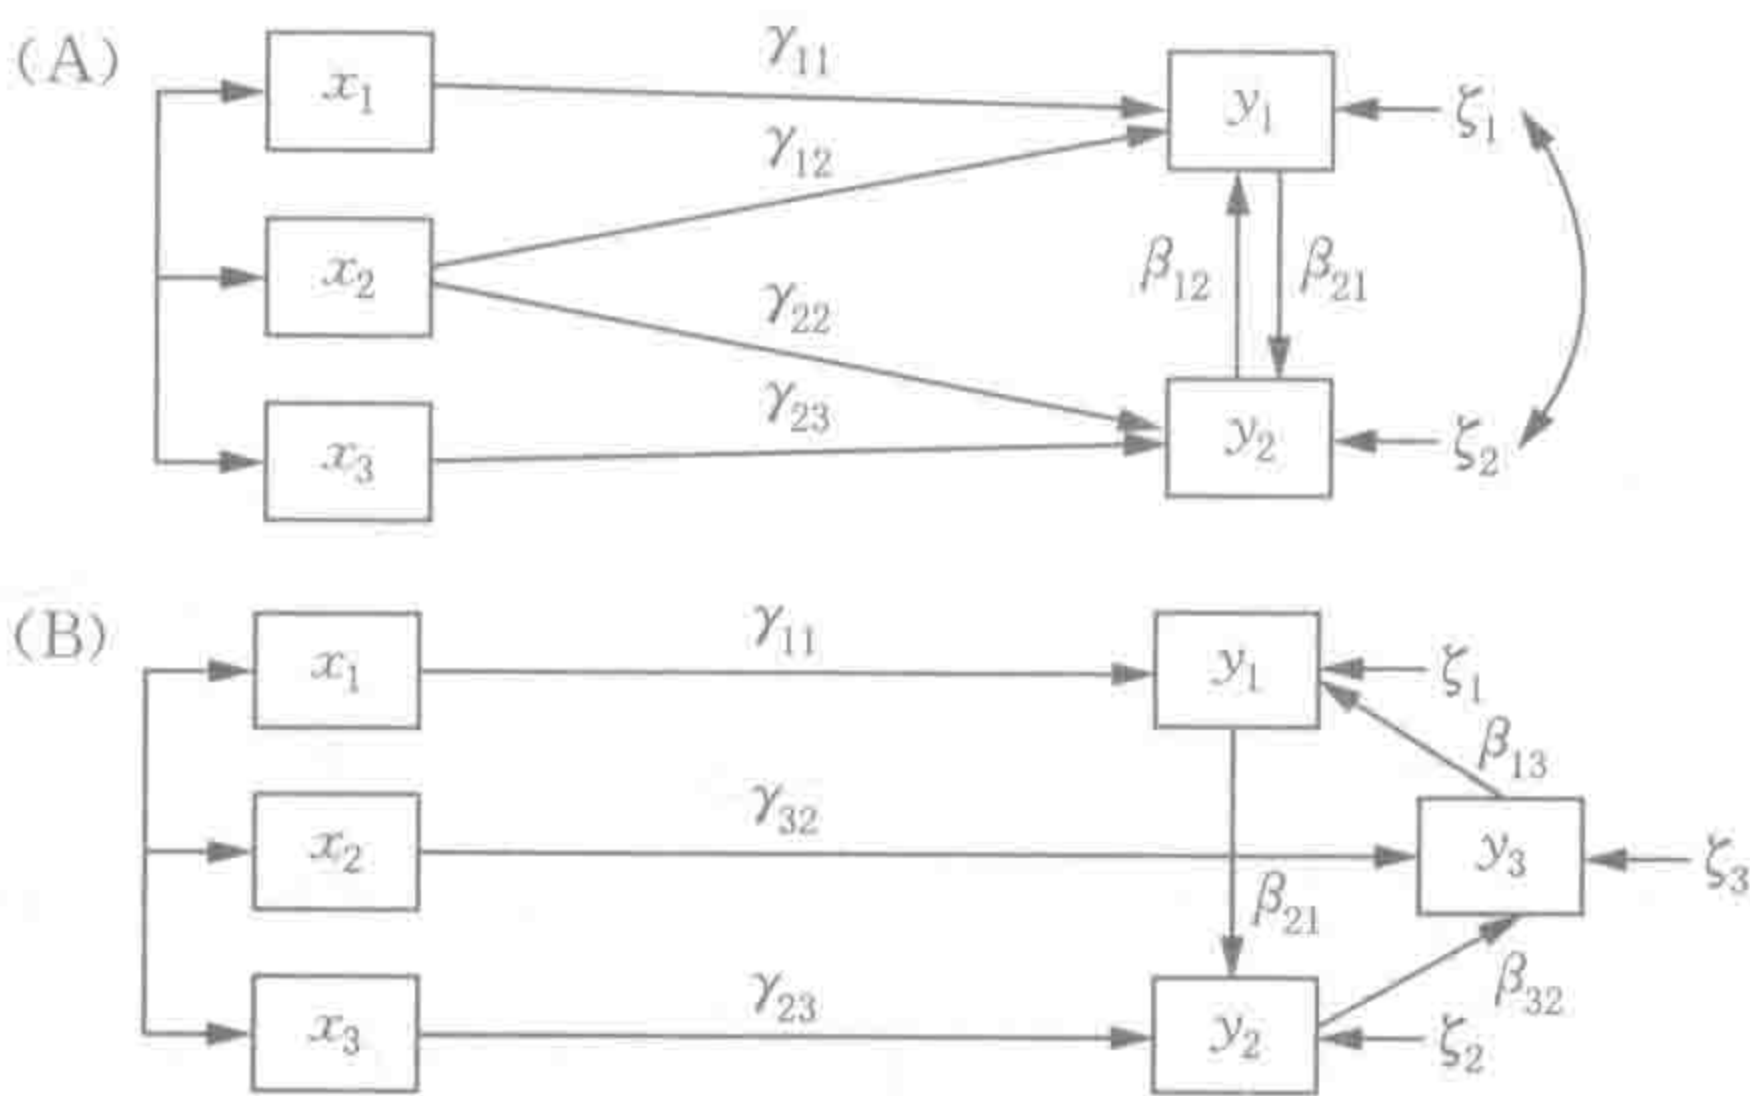 (A)
x₁ γ₁₁ y₁ ζ₁
γ₁₂
x₂ β₁₂ β₂₁
γ₂₂
γ₂₃
x₃ y₂ ζ₂
(B)
x₁ γ₁₁ y₁ ζ₁
β₁₃
x₂ γ₃₂ y₃ ζ₃
β₂₁
β₃₂
x₃ γ₂₃ y₂ ζ₂